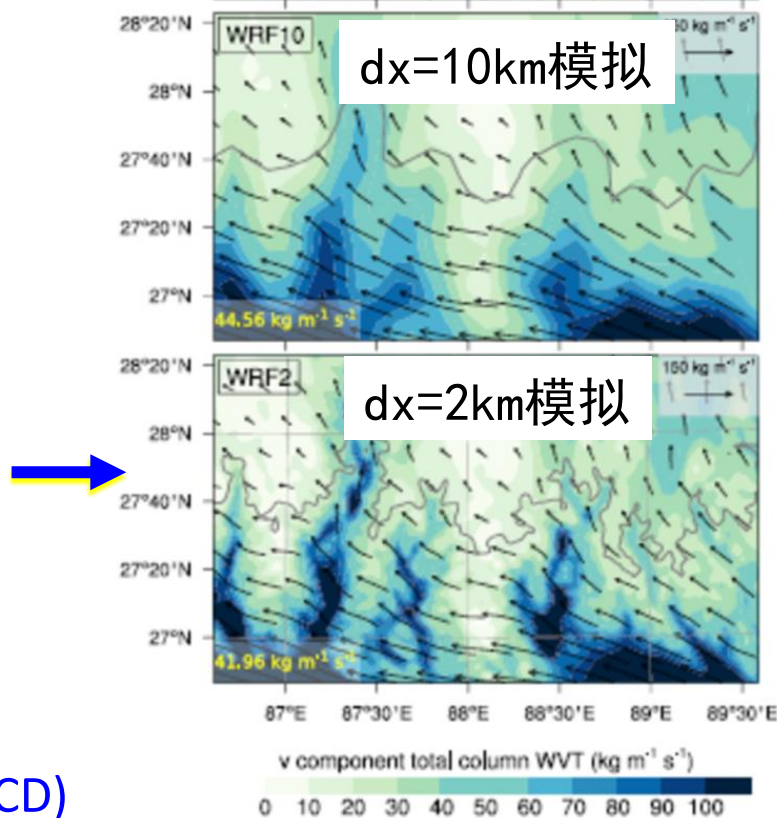 28°20'N
WRF10
dx=10km模拟
28°N
27°40'N
27°20'N
27°N
44.56 kg m⁻¹ s⁻¹
28°20'N
WRF2
150 kg m⁻¹ s⁻¹
dx=2km模拟
28°N
27°40'N
27°20'N
27°N
41.96 kg m⁻¹ s⁻¹
87°E 87°30'E 88°E 88°30'E 89°E 89°30'E
v component total column WVT (kg m⁻¹ s⁻¹)
CD)
0 10 20 30 40 50 60 70 80 90 100